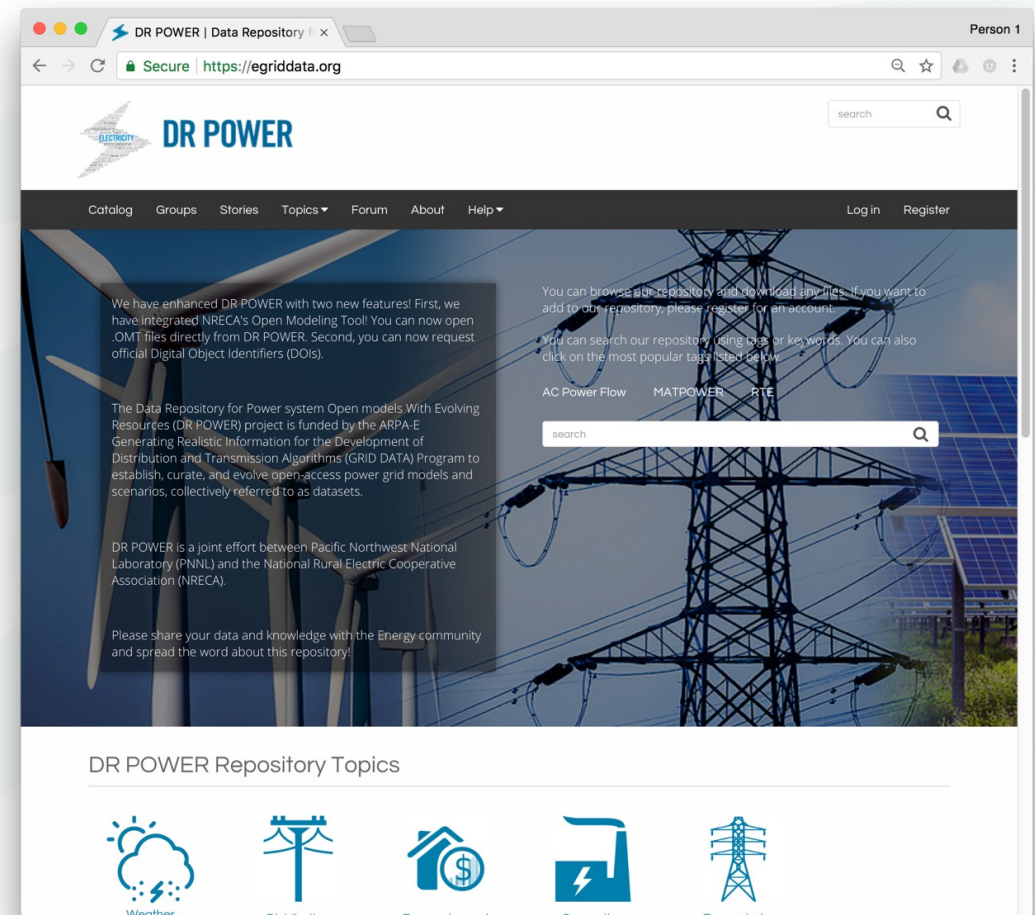 DR POWER | Data Repository f
Person 1
Secure https://egriddata.org
ELECTRICITY
DR POWER
search
Catalog Groups Stories Topics Forum About Help Log in Register
We have enhanced DR POWER with two new features! First, we
have integrated NRECA's Open Modeling Tool! You can now open
.OMT files directly from DR POWER. Second, you can now request
official Digital Object Identifiers (DOIs).
The Data Repository for Power system Open models With Evolving
Resources (DR POWER) project is funded by the ARPA-E
Generating Realistic Information for the Development of
Distribution and Transmission Algorithms (GRID DATA) Program to
establish, curate, and evolve open-access power grid models and
scenarios, collectively referred to as datasets.
DR POWER is a joint effort between Pacific Northwest National
Laboratory (PNNL) and the National Rural Electric Cooperative
Association (NRECA).
Please share your data and knowledge with the Energy community
and spread the word about this repository!
You can browse our repository and download any files. If you want to
add to our repository, please register for an account.
You can search our repository using tags or keywords. You can also
click on the most popular tags listed below.
AC Power Flow MATPOWER RTE
search
DR POWER Repository Topics
Weather